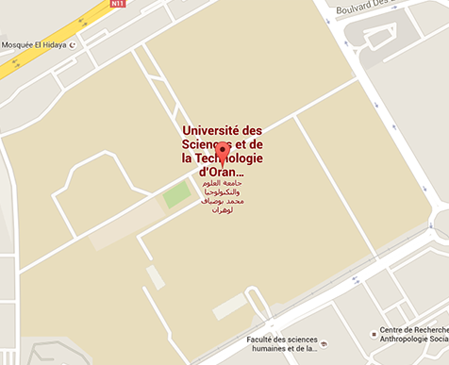 N11
Boulvard Des
Mosquée El Hidaya
Université des
Sciences et de
la Technologie
d'Oran...
جامعة العلوم
والتكنولوجيا
محمد بوضياف
لوهران
Faculté des sciences
humaines et de la...
Centre de Recherche
Anthropologie Social